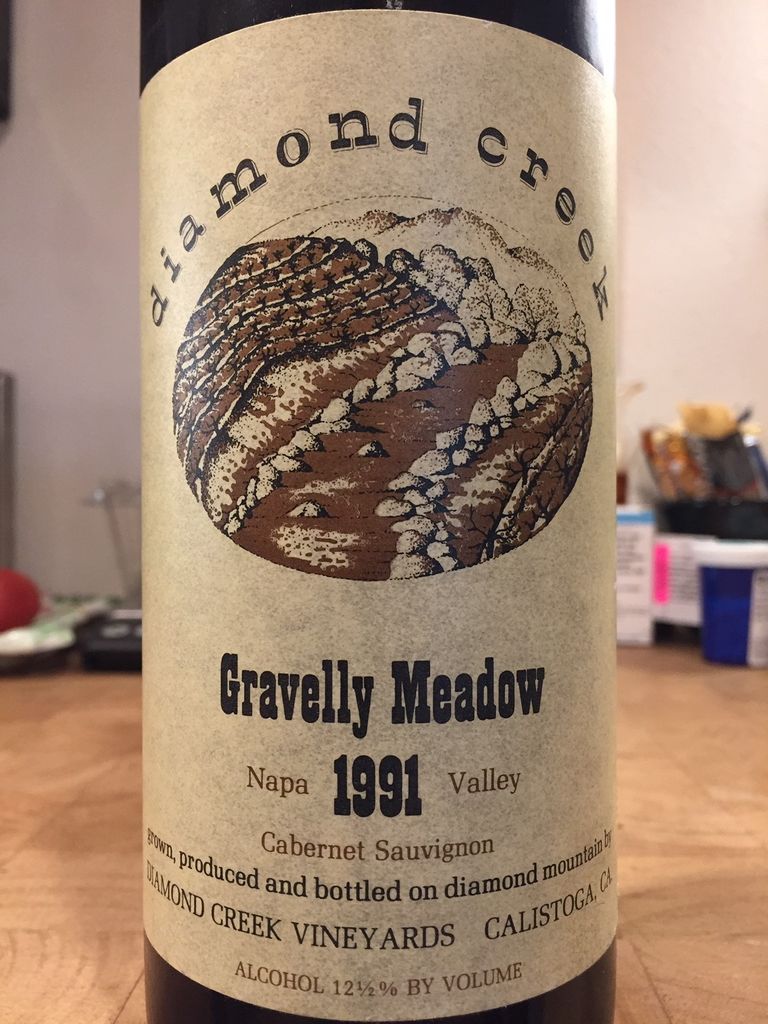 diamond creek
Gravelly Meadow
Napa 1991 Valley
Cabernet Sauvignon
grown, produced and bottled on diamond mountain by
DIAMOND CREEK VINEYARDS CALISTOGA, CA
ALCOHOL 12½% BY VOLUME